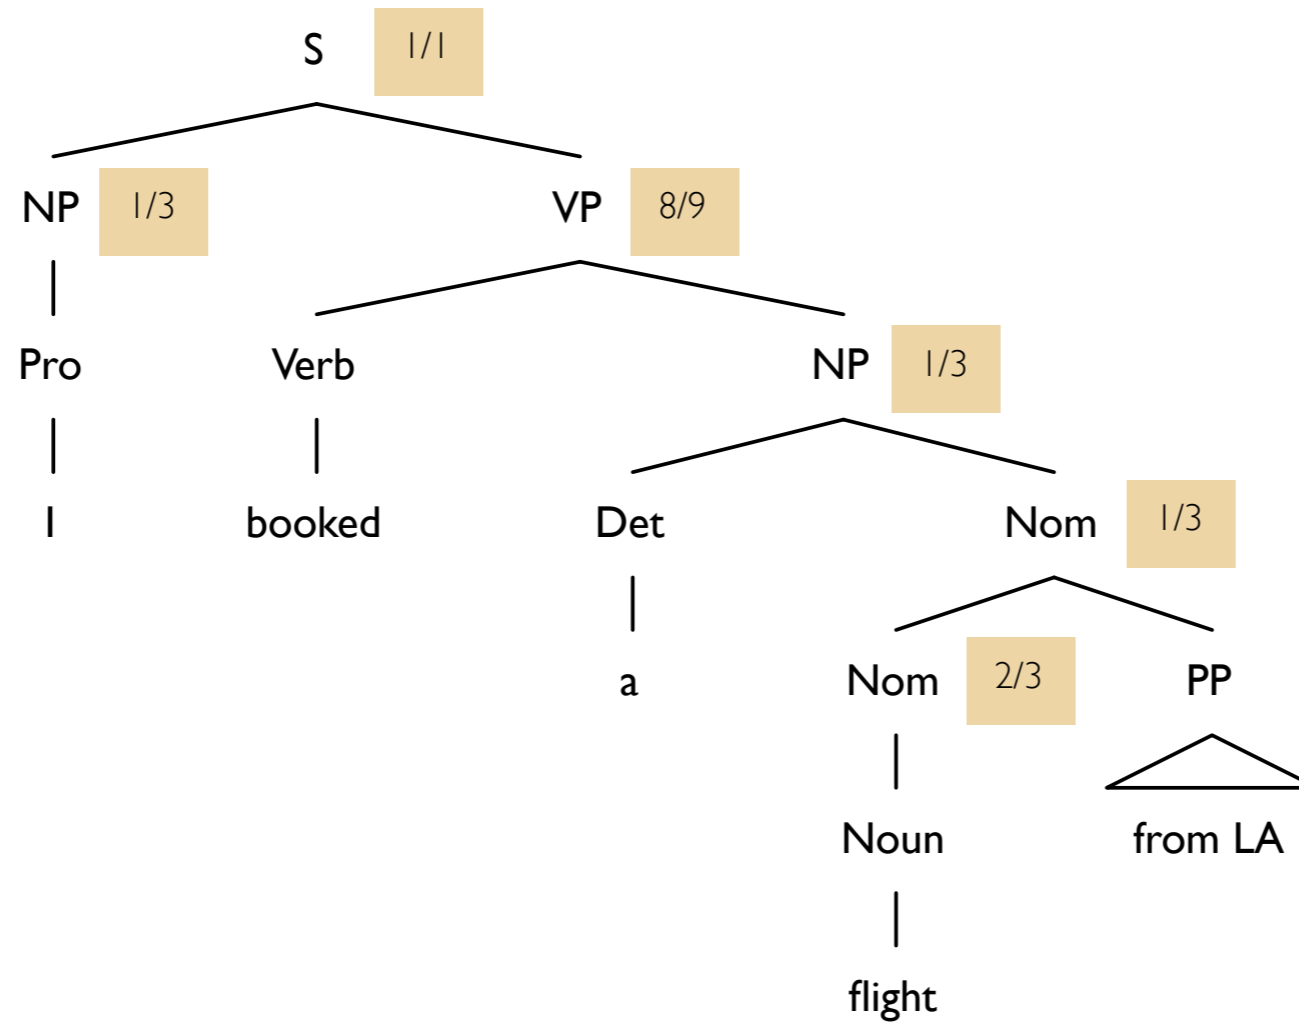 S 1/1
NP 1/3 VP 8/9
Pro Verb NP 1/3
I booked Det Nom 1/3
a Nom 2/3 PP
Noun from LA
flight